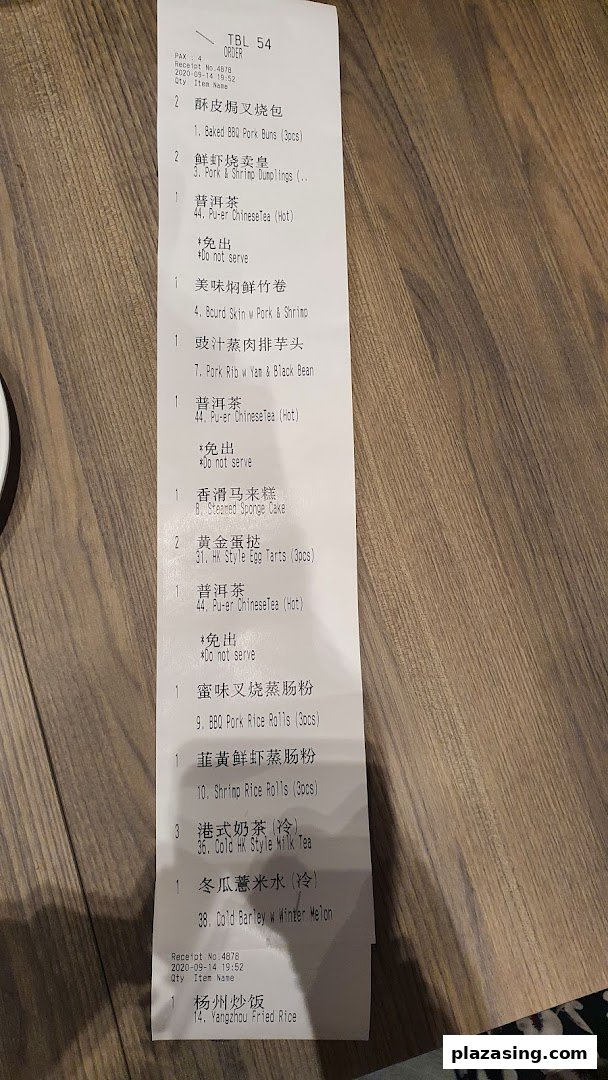 TBL 54
ORDER
PAX : 4
Receipt No.4878
2020-09-14 19:52
Qty Item Name
2 酥皮焗叉烧包
1. Baked BBQ Pork Buns (3pcs)
2 鲜虾烧卖皇
3. Pork & Shrimp Dumplings (..
1 普洱茶
44. Pu-er ChineseTea (Hot)
*免出
*Do not serve
1 美味焖鲜竹卷
4. Bcurd Skin w Pork & Shrimp
1 豉汁蒸肉排芋头
7. Pork Rib w Yam & Black Bean
1 普洱茶
44. Pu-er ChineseTea (Hot)
*免出
*Do not serve
1 香滑马来糕
8. Steamed Sponge Cake
2 黄金蛋挞
31. HK Style Egg Tarts (3pcs)
1 普洱茶
44. Pu-er ChineseTea (Hot)
*免出
*Do not serve
1 蜜味叉烧蒸肠粉
9. BBQ Pork Rice Rolls (3pcs)
1 韮黄鲜虾蒸肠粉
10. Shrimp Rice Rolls (3pcs)
3 港式奶茶(冷)
36. Cold HK Style Milk Tea
1 冬瓜薏米水(冷)
38. Cold Barley w Winter Melon
Receipt No.4878
2020-09-14 19:52
Qty Item Name
1 杨州炒饭
14. Yangzhou Fried Rice
plazasing.com